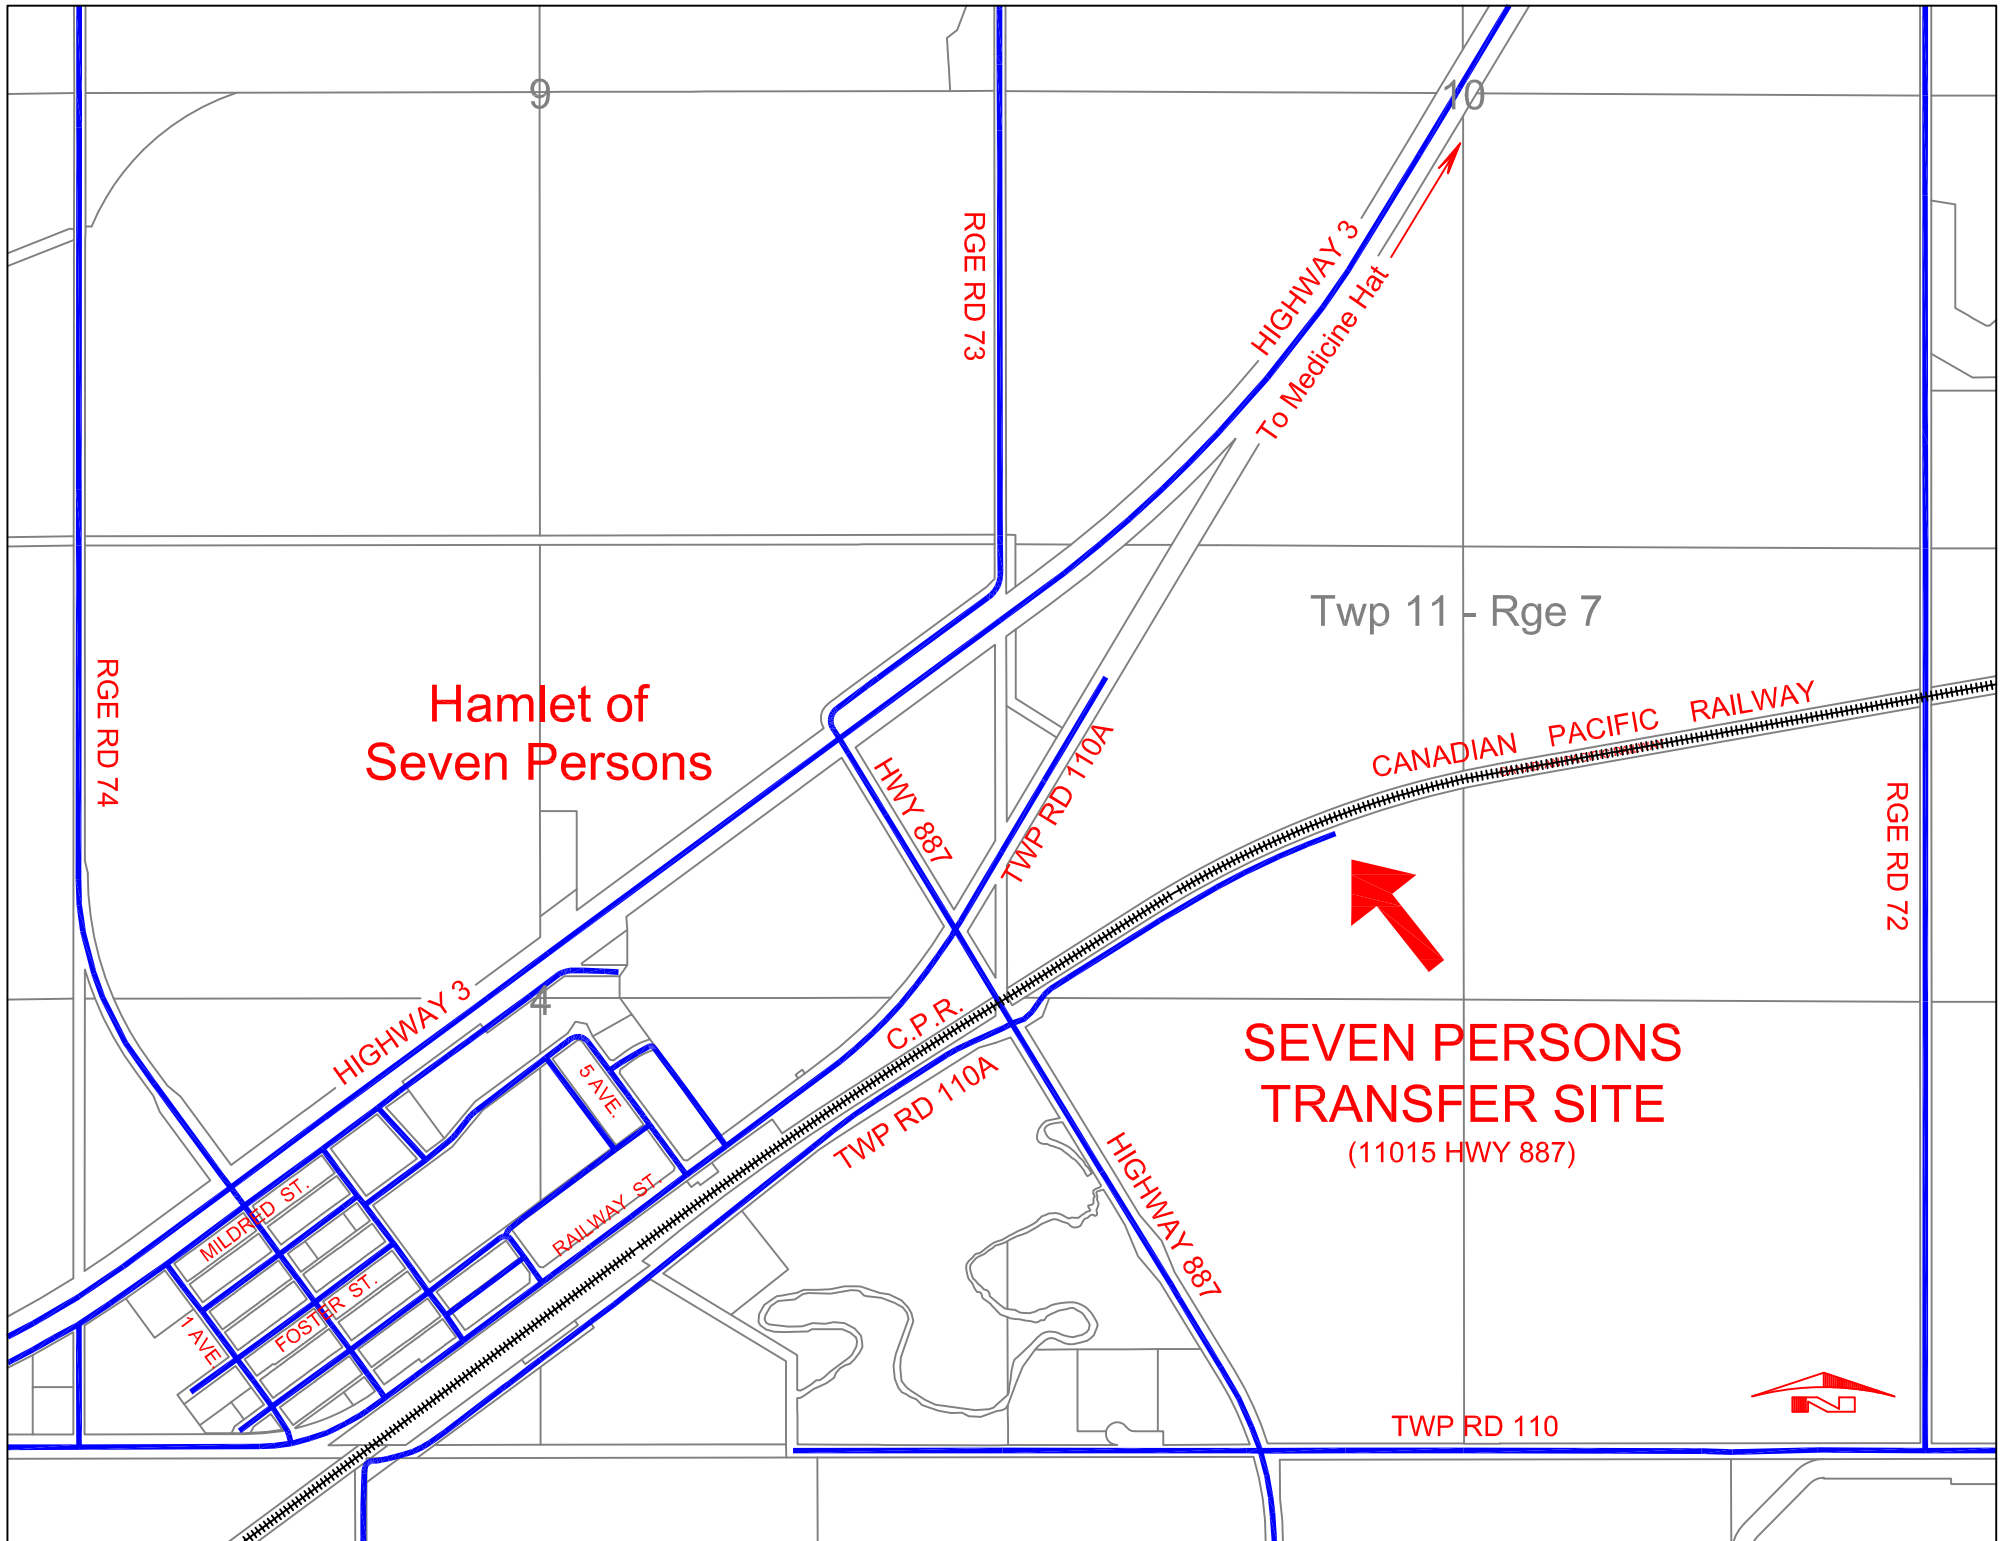 9
10
RGE RD 73
HIGHWAY 3
To Medicine Hat
Twp 11 - Rge 7
RGE RD 74
Hamlet of
Seven Persons
HWY 887
TWP RD 110A
CANADIAN PACIFIC RAILWAY
RGE RD 72
HIGHWAY 3
4
C.P.R.
5 AVE.
TWP RD 110A
SEVEN PERSONS
TRANSFER SITE
(11015 HWY 887)
HIGHWAY 887
MILDRED ST.
RAILWAY ST.
FOSTER ST.
1 AVE.
TWP RD 110
N